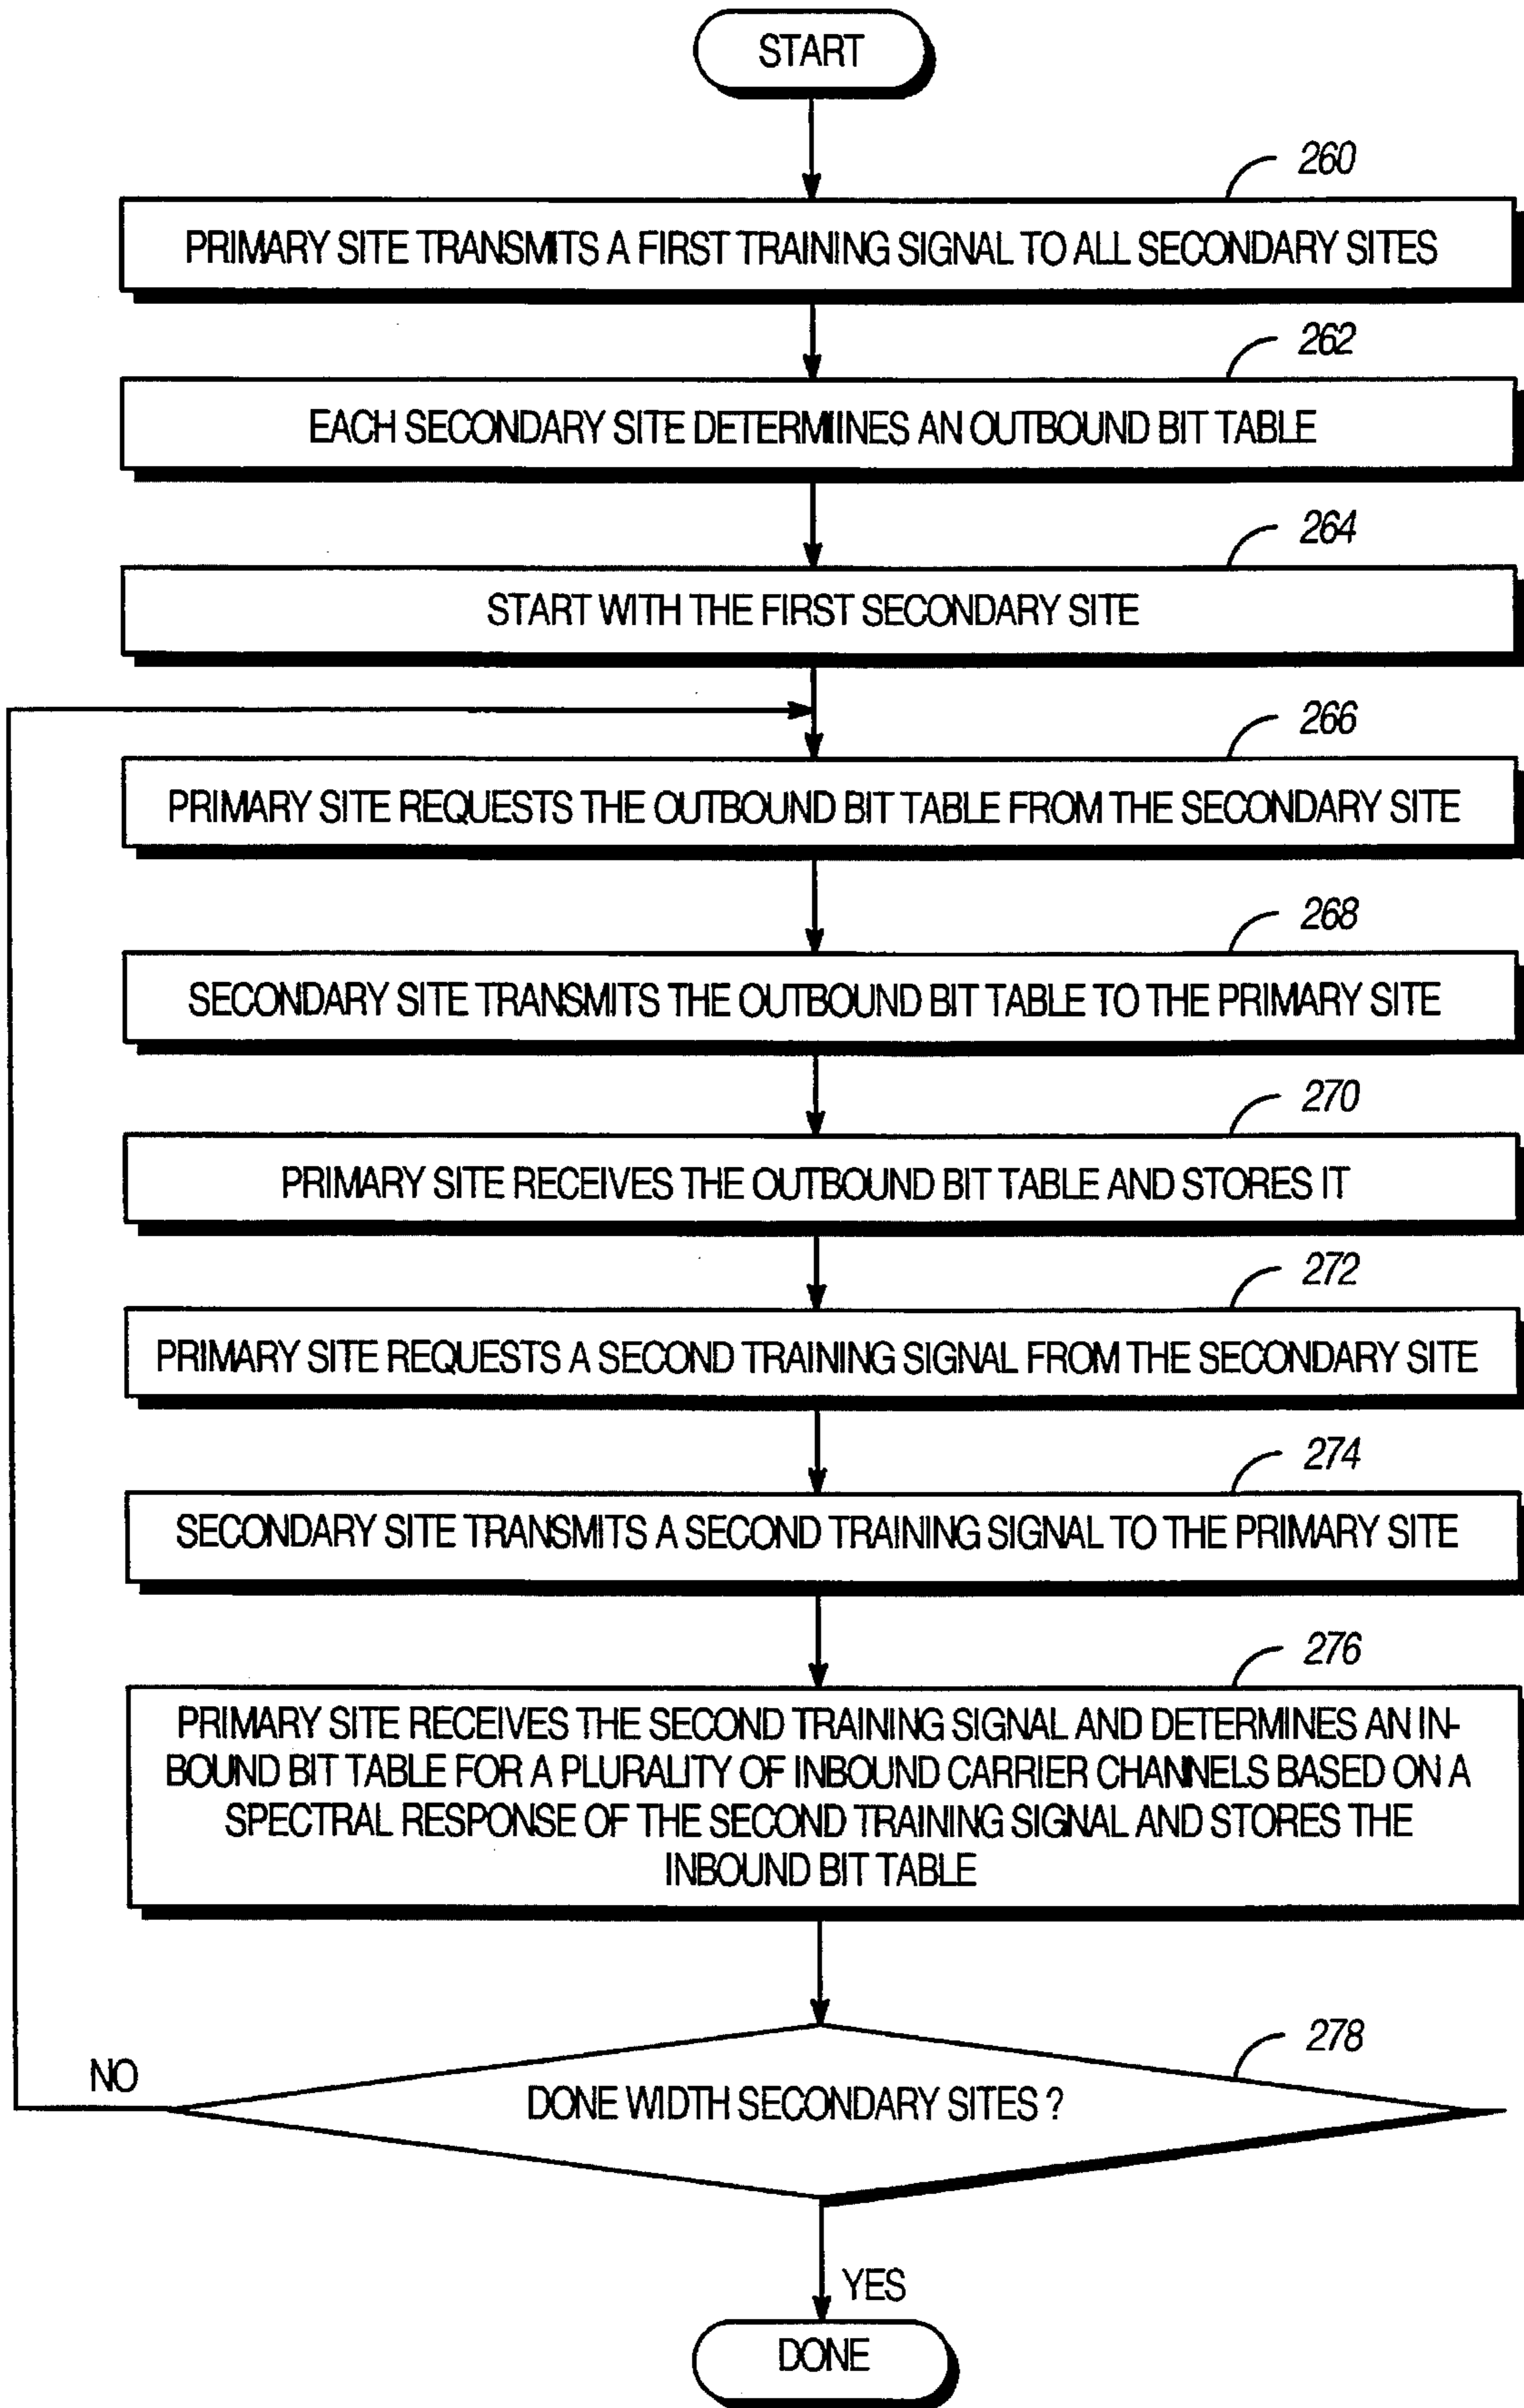 START
260
PRIMARY SITE TRANSMITS A FIRST TRAINING SIGNAL TO ALL SECONDARY SITES
262
EACH SECONDARY SITE DETERMINES AN OUTBOUND BIT TABLE
264
START WITH THE FIRST SECONDARY SITE
266
PRIMARY SITE REQUESTS THE OUTBOUND BIT TABLE FROM THE SECONDARY SITE
268
SECONDARY SITE TRANSMITS THE OUTBOUND BIT TABLE TO THE PRIMARY SITE
270
PRIMARY SITE RECEIVES THE OUTBOUND BIT TABLE AND STORES IT
272
PRIMARY SITE REQUESTS A SECOND TRAINING SIGNAL FROM THE SECONDARY SITE
274
SECONDARY SITE TRANSMITS A SECOND TRAINING SIGNAL TO THE PRIMARY SITE
276
PRIMARY SITE RECEIVES THE SECOND TRAINING SIGNAL AND DETERMINES AN IN-
BOUND BIT TABLE FOR A PLURALITY OF INBOUND CARRIER CHANNELS BASED ON A
SPECTRAL RESPONSE OF THE SECOND TRAINING SIGNAL AND STORES THE
INBOUND BIT TABLE
278
NO
DONE WIDTH SECONDARY SITES ?
YES
DONE